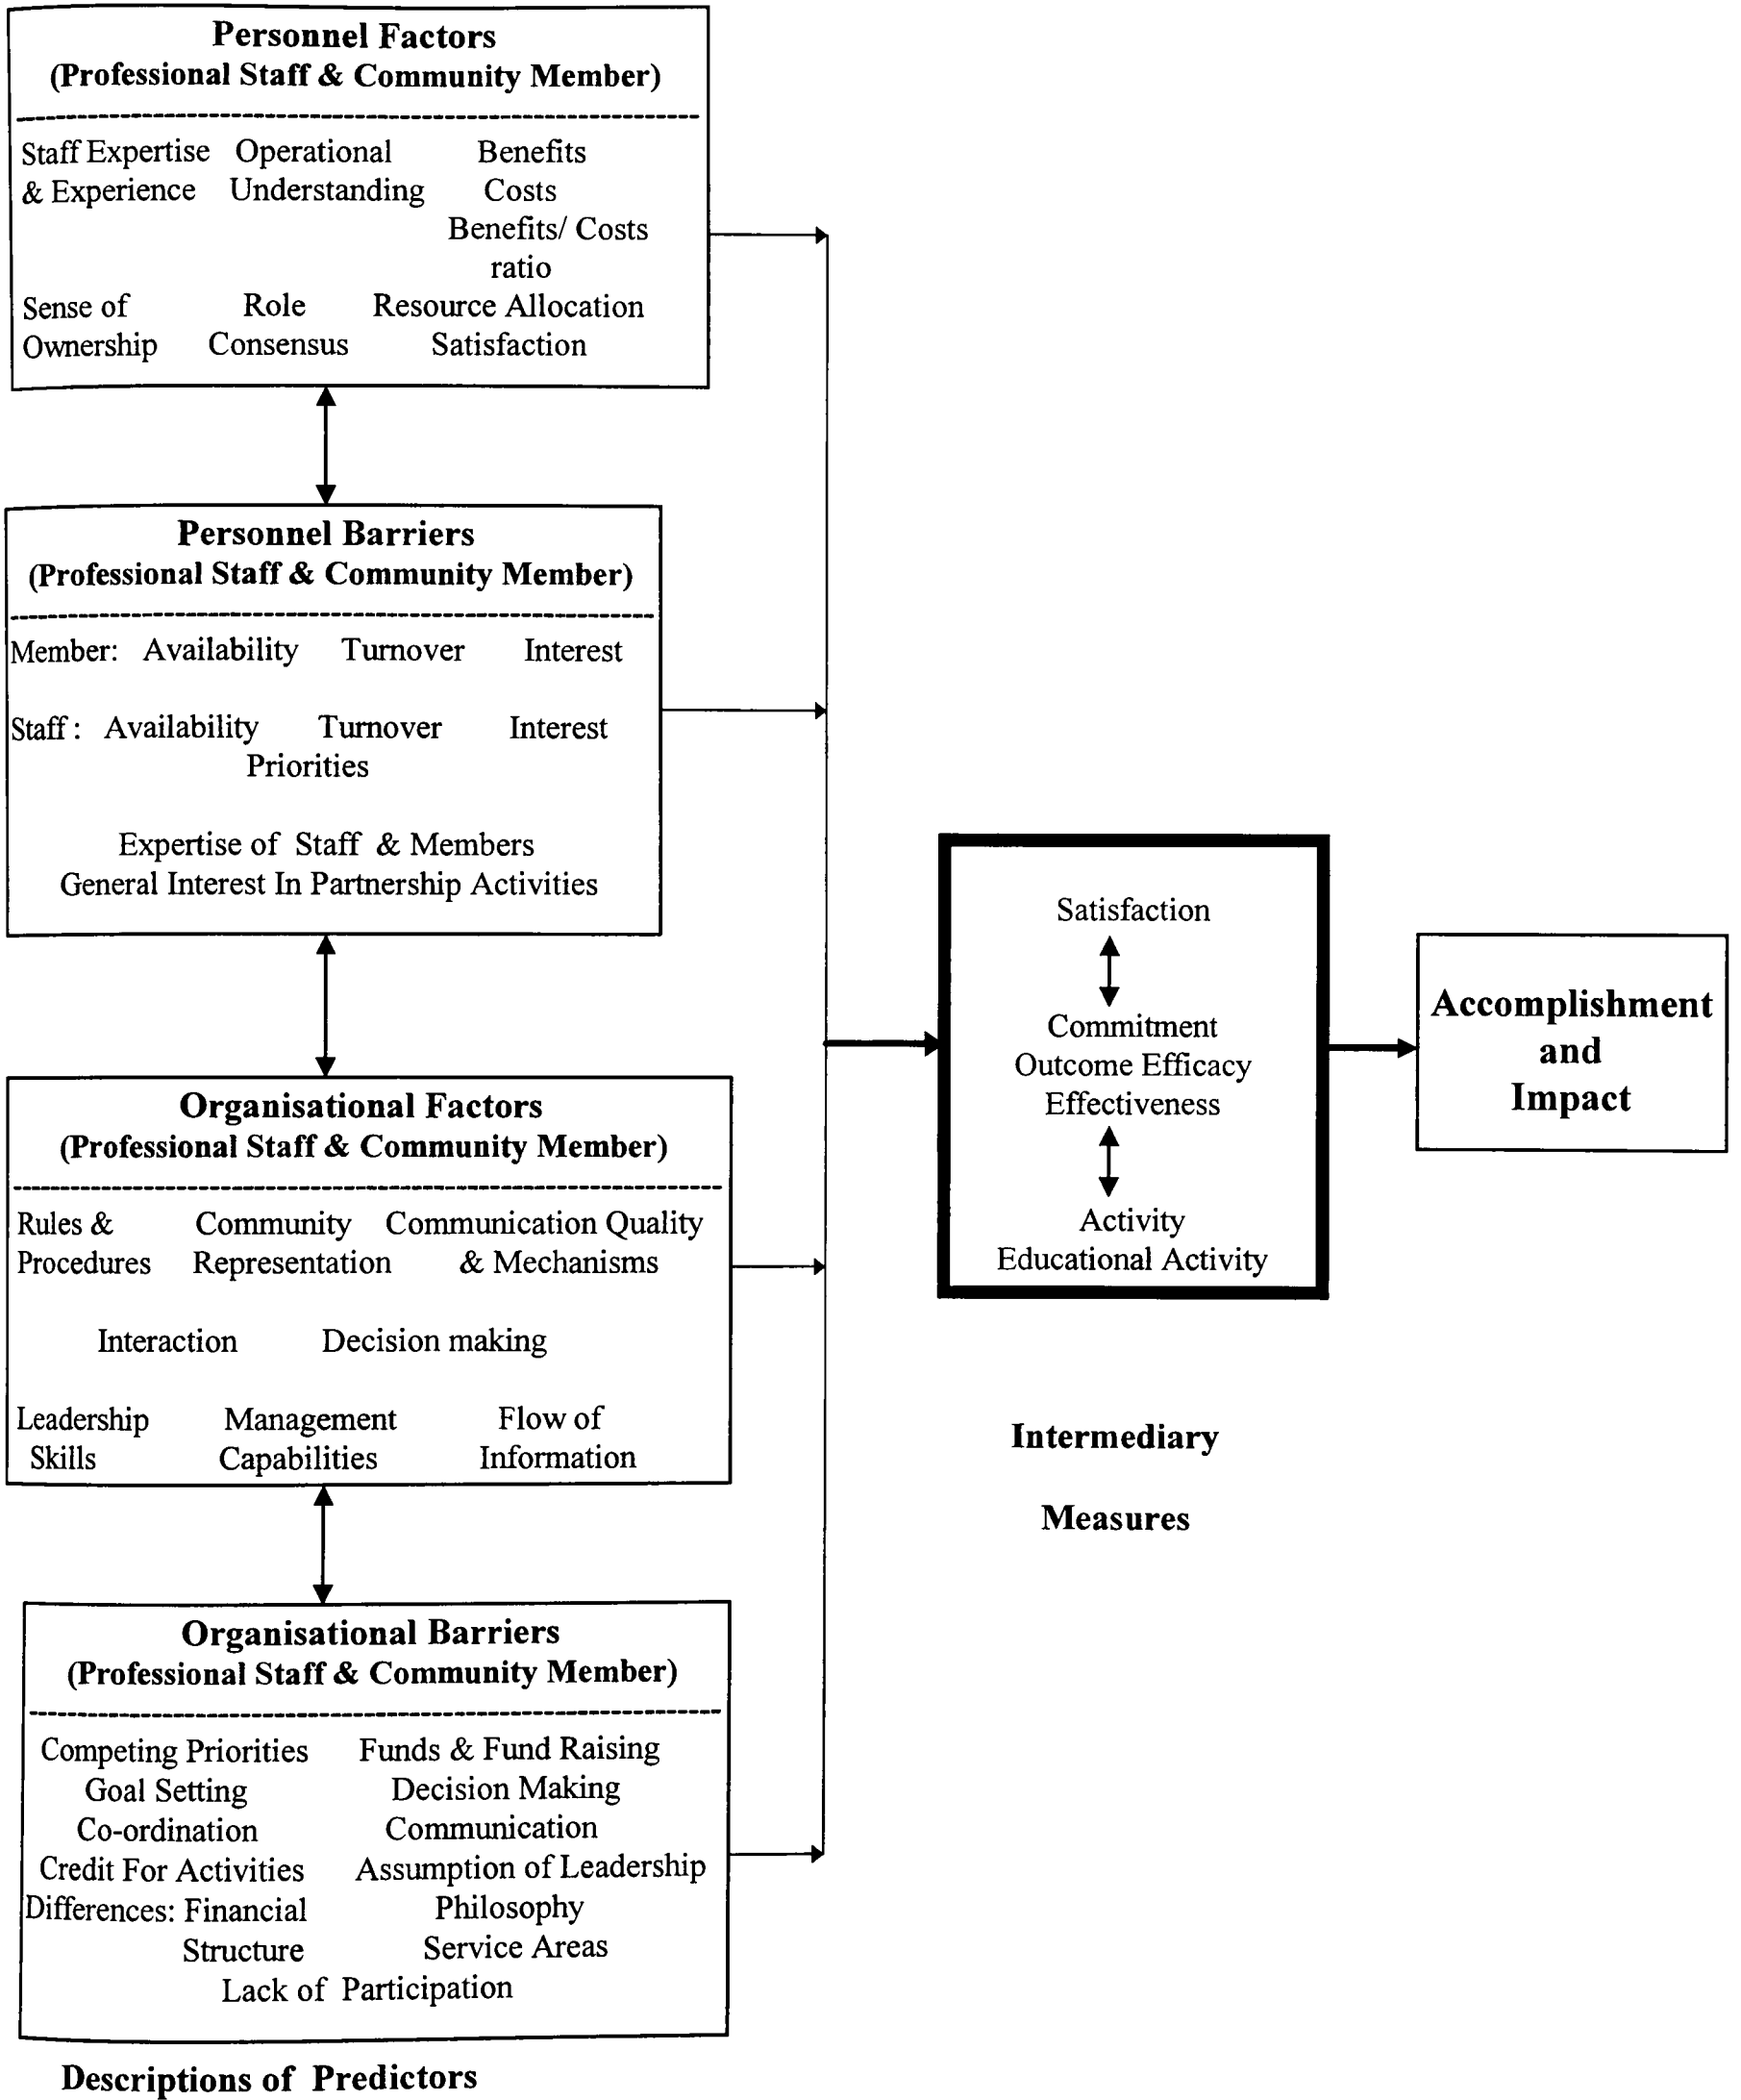 Personnel Factors
(Professional Staff & Community Member)
Staff Expertise Operational Benefits
& Experience Understanding Costs
Benefits/ Costs
ratio
Sense of Role Resource Allocation
Ownership Consensus Satisfaction
Personnel Barriers
(Professional Staff & Community Member)
Member: Availability Turnover Interest
Staff : Availability Turnover Interest
Priorities
Expertise of Staff & Members
General Interest In Partnership Activities
Organisational Factors
(Professional Staff & Community Member)
Rules & Community Communication Quality
Procedures Representation & Mechanisms
Interaction Decision making
Leadership Management Flow of
Skills Capabilities Information
Organisational Barriers
(Professional Staff & Community Member)
Competing Priorities Funds & Fund Raising
Goal Setting Decision Making
Co-ordination Communication
Credit For Activities Assumption of Leadership
Differences: Financial Philosophy
Structure Service Areas
Lack of Participation
Descriptions of Predictors
Satisfaction
Commitment
Outcome Efficacy
Effectiveness
Activity
Educational Activity
Intermediary
Measures
Accomplishment
and
Impact